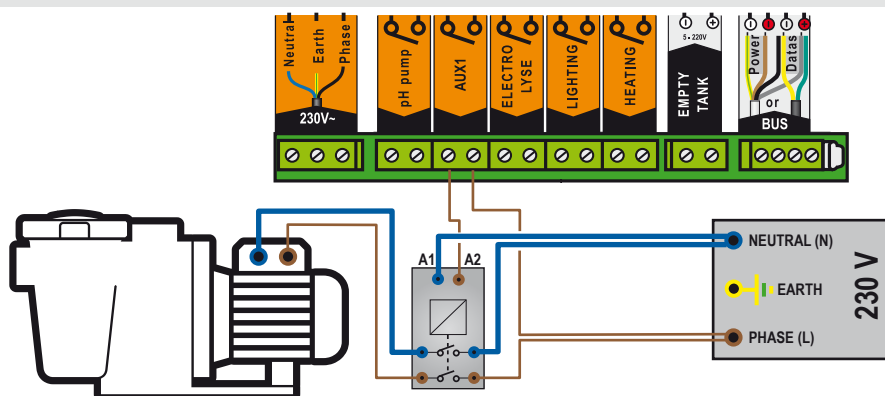 Neutral
Earth
Phase
230V~
pH pump
AUX1
ELECTRO
LYSE
LIGHTING
HEATING
5 - 220V
EMPTY
TANK
Power
Datas
or
BUS
A1 A2
NEUTRAL (N)
EARTH
PHASE (L)
230 V